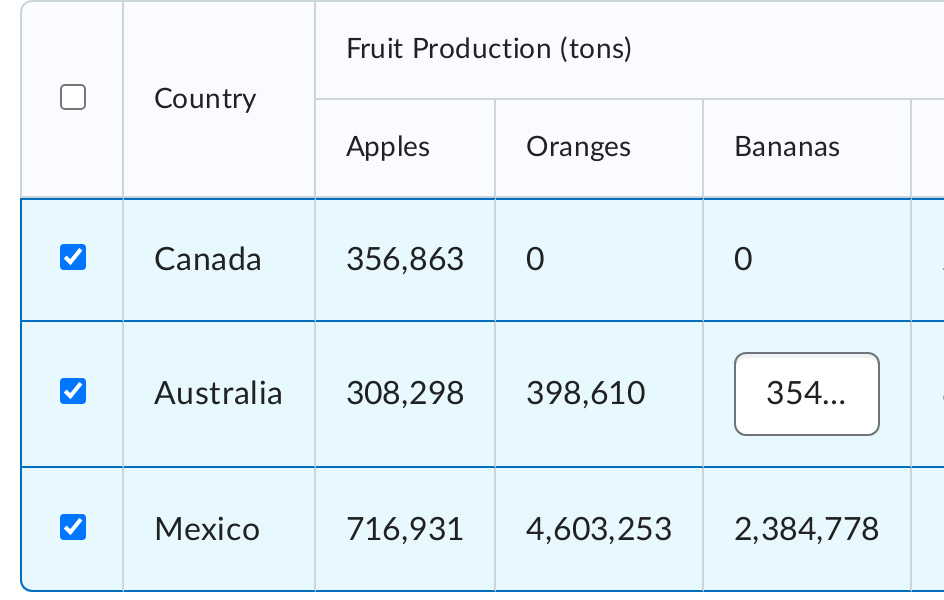 Fruit Production (tons)
Country
Apples Oranges Bananas
Canada 356,863 0 0
Australia 308,298 398,610 354...
Mexico 716,931 4,603,253 2,384,778